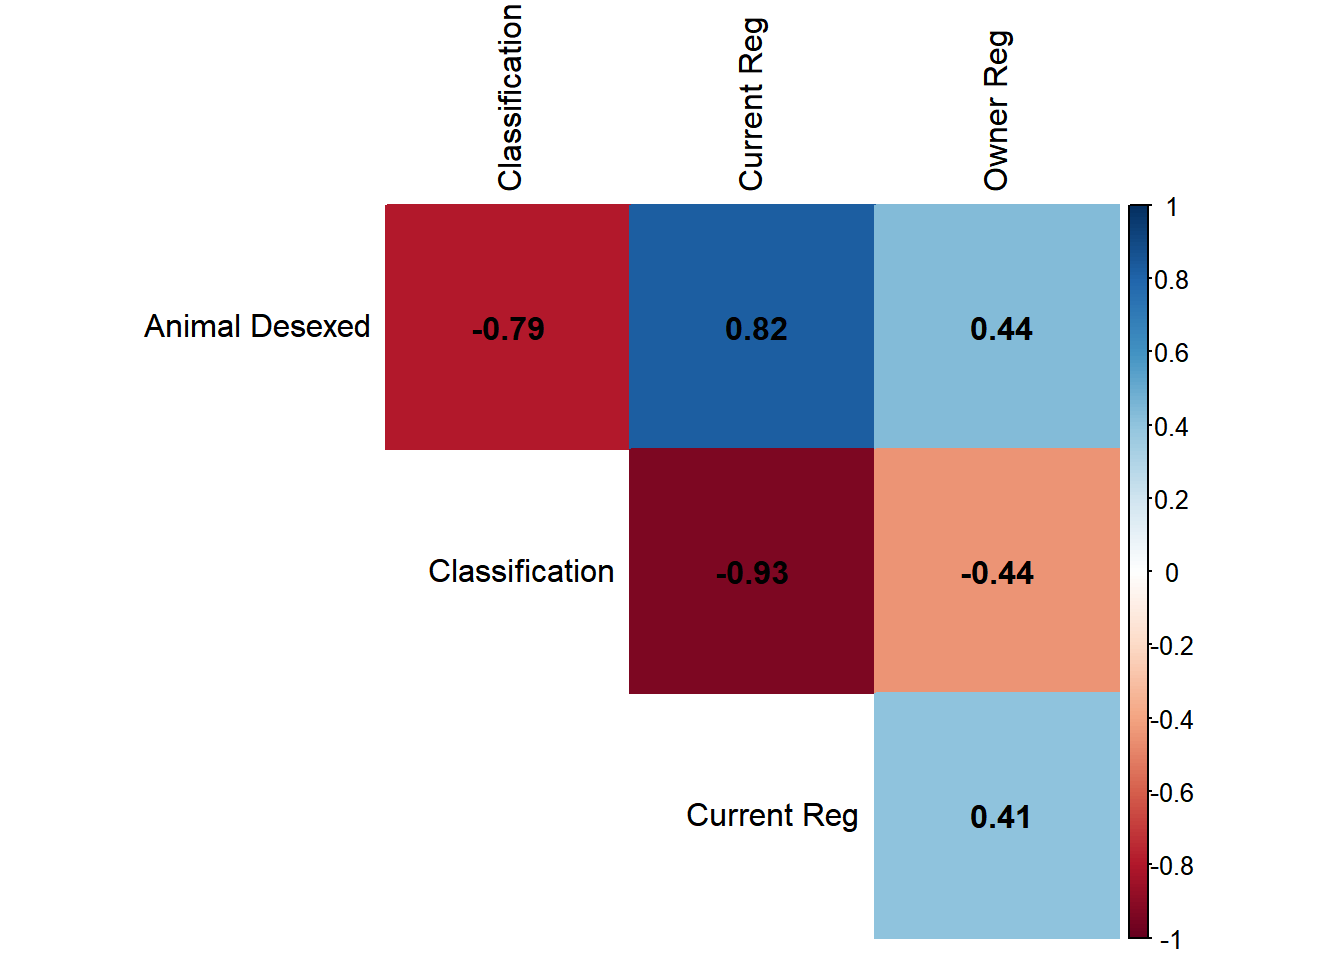 Classification
Current Reg
Owner Reg
Animal Desexed
-0.79
0.82
0.44
Classification
-0.93
-0.44
Current Reg
0.41
1
0.8
0.6
0.4
0.2
0
-0.2
-0.4
-0.6
-0.8
-1